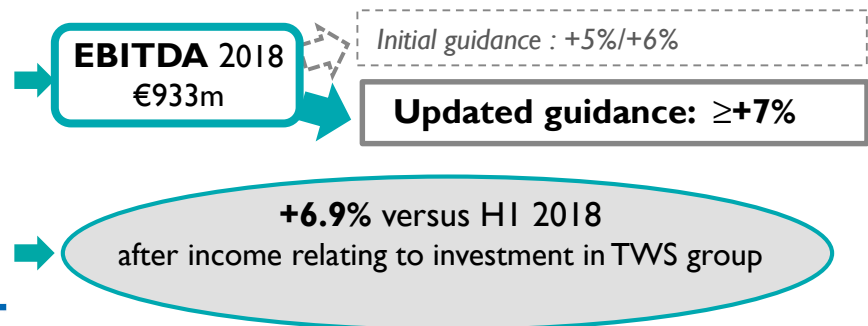 EBITDA 2018
€933m
Initial guidance : +5%/+6%
Updated guidance: ≥+7%
+6.9% versus H1 2018
after income relating to investment in TWS group